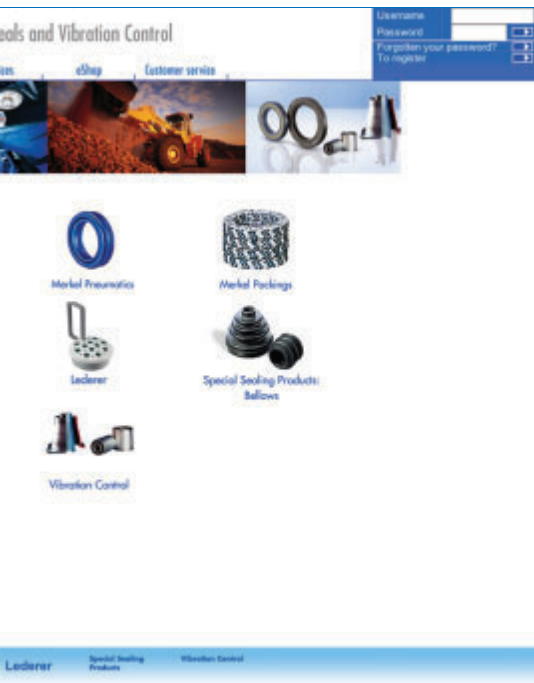 eals and Vibration Control
Username
Password
Forgotten your password?
To register
ices
eShop
Customer service
Merkel Pneumatics
Merkel Packings
Lederer
Special Sealing Products:
Bellows
Vibration Control
Lederer
Special Sealing
Products
Vibration Control